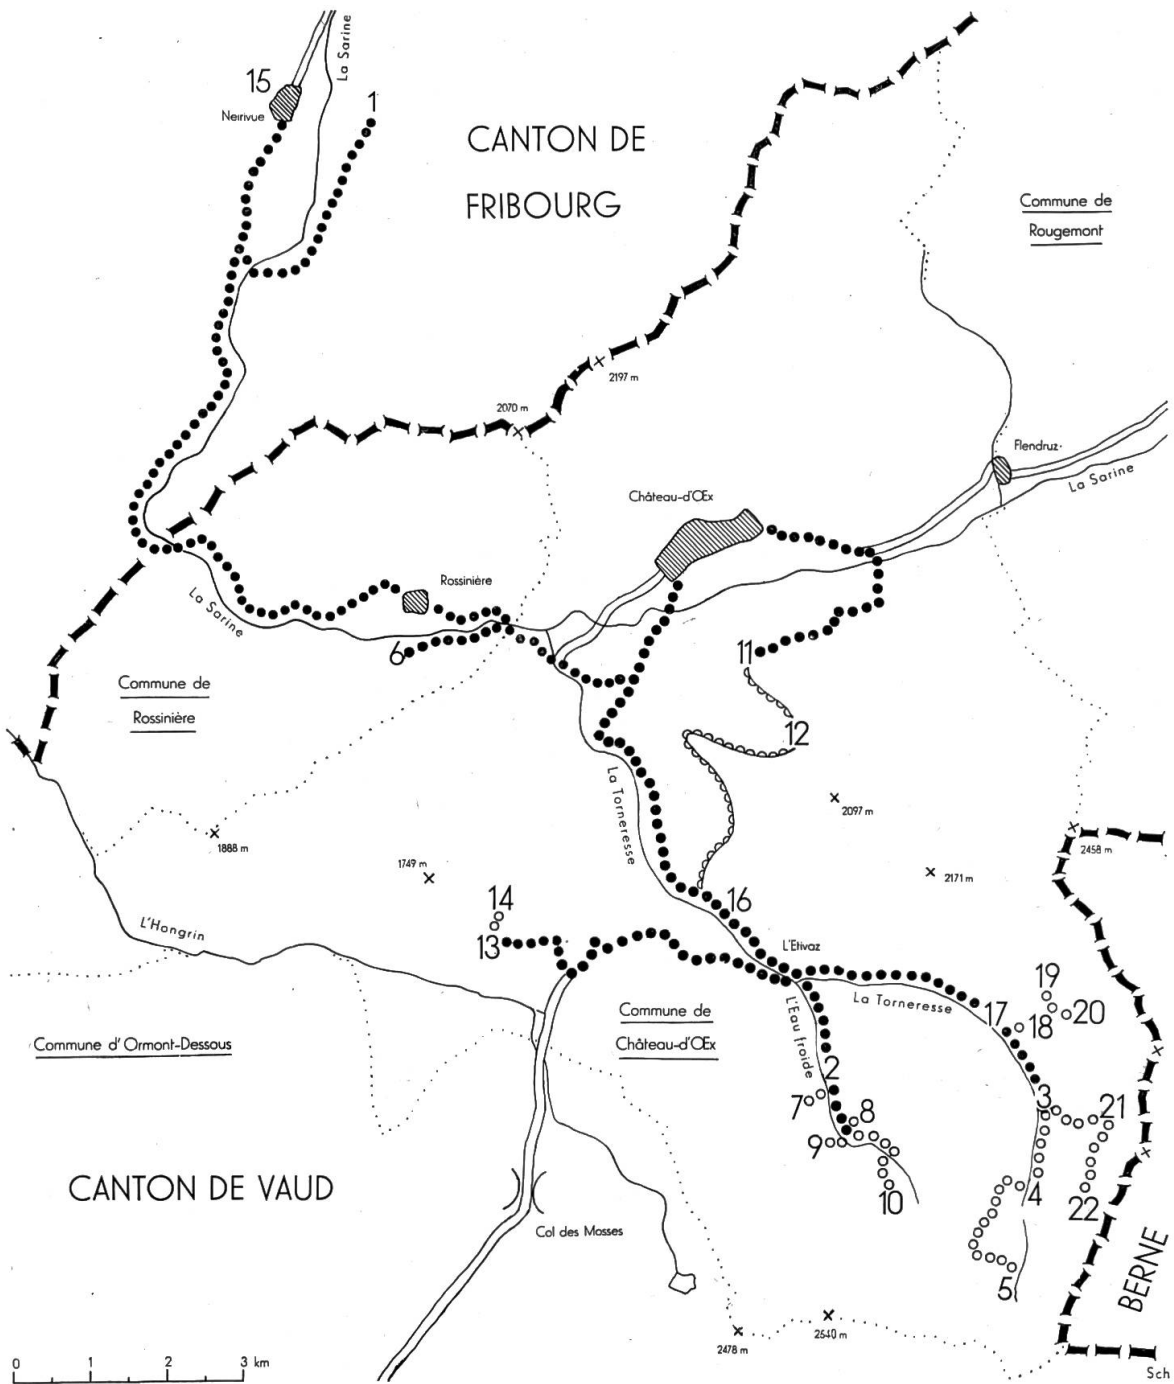 La Sarine
15
Neirivue
1
CANTON DE
FRIBOURG
Commune de
Rougemont
2197 m
2070 m
Flendruz
La Sarine
Château-d'Œx
Rossinière
La Sarine
6
11
Commune de
Rossinière
12
La Torneresse
2097 m
1888 m
1749 m
2171 m
2458 m
14
16
L'Hongrin
13
L'Etivaz
La Torneresse
19
20
17
18
L'Eau froide
Commune de
Château-d'Œx
Commune d'Ormont-Dessous
2
7
8
3
21
9
10
4
22
CANTON DE VAUD
Col des Mosses
5
BERNE
2540 m
2478 m
0 1 2 3 km
Sch